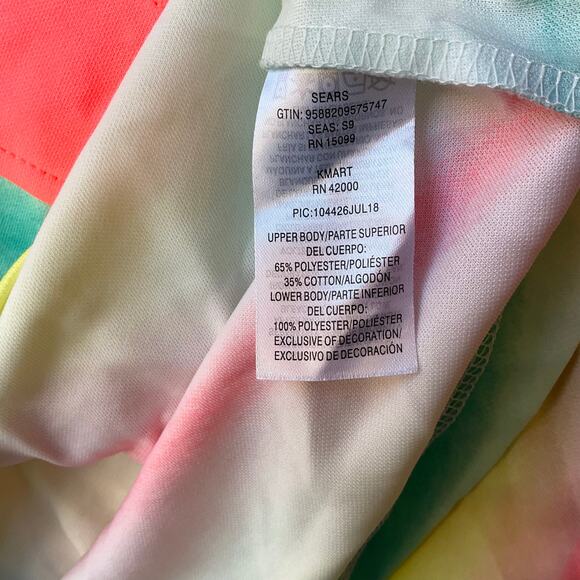 SEARS
GTIN: 9588209575747
SEAS: S9
RN 15099
KMART
RN 42000
PIC:104426JUL18
UPPER BODY/PARTE SUPERIOR
DEL CUERPO:
65% POLYESTER/POLIÉSTER
35% COTTON/ALGODÓN
LOWER BODY/PARTE INFERIOR
DEL CUERPO:
100% POLYESTER/POLIÉSTER
EXCLUSIVE OF DECORATION/
EXCLUSIVO DE DECORACIÓN